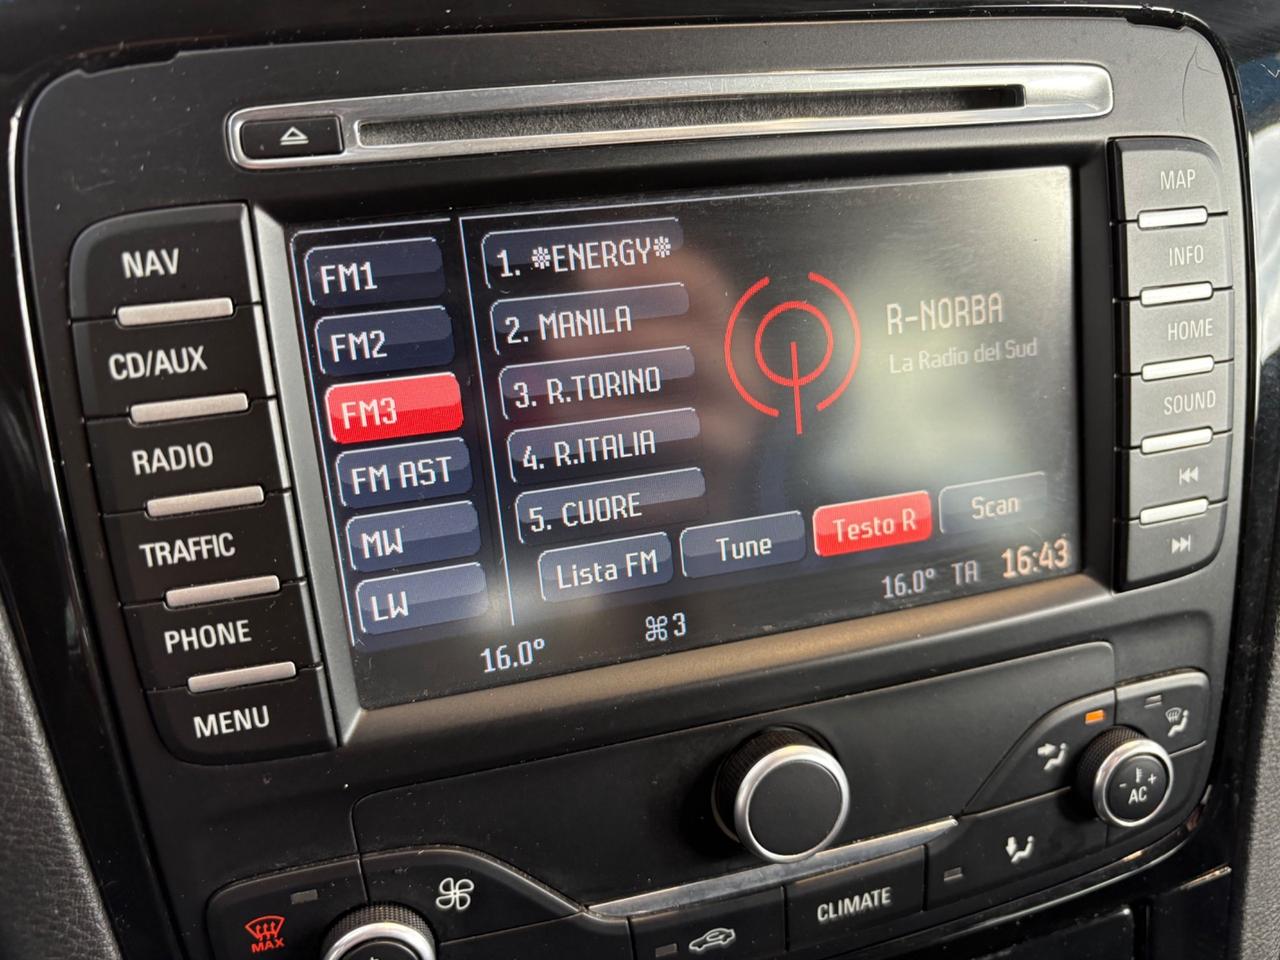 NAV
CD/AUX
RADIO
TRAFFIC
PHONE
MENU
FM1
FM2
FM3
FM AST
MW
LW
1. *ENERGY*
2. MANILA
3. R.TORINO
4. R.ITALIA
5. CUORE
R-NORBA
La Radio del Sud
Lista FM
Tune
Testo R
Scan
16.0°
3
16.0°
TA
16:43
MAP
INFO
HOME
SOUND
MAX
CLIMATE
- +
AC